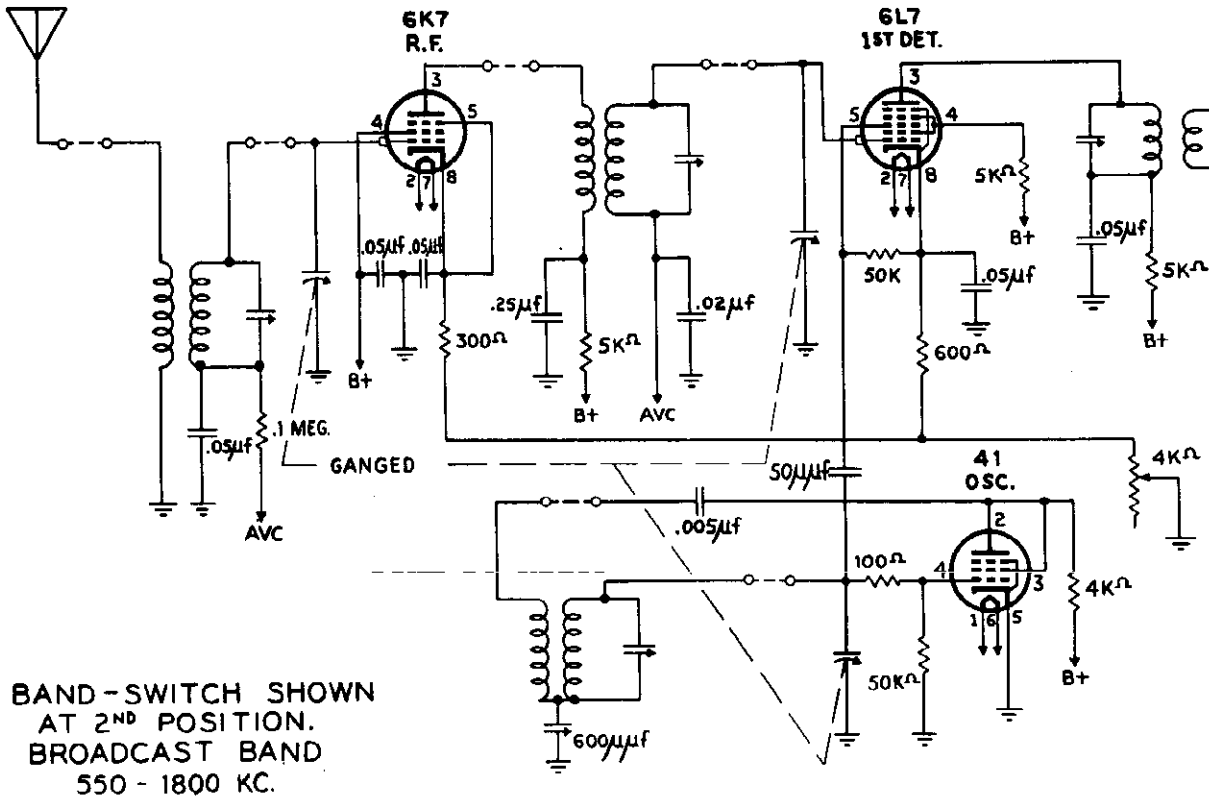 6K7
R.F.
3
4
5
2 7 8
6L7
1ST DET.
3
5
4
2 7 8
5KΩ
B+
.05µf .05µf
300Ω
B+
.25µf
5KΩ
B+
.02µf
AVC
50K
.05µf
600Ω
.05µf
5KΩ
B+
.05µf
.1 MEG.
AVC
GANGED
50µµf
41
OSC.
4KΩ
.005µf
2
100Ω
4
3
1 6 5
4KΩ
B+
50KΩ
600µµf
BAND-SWITCH SHOWN
AT 2ND POSITION.
BROADCAST BAND
550 - 1800 KC.